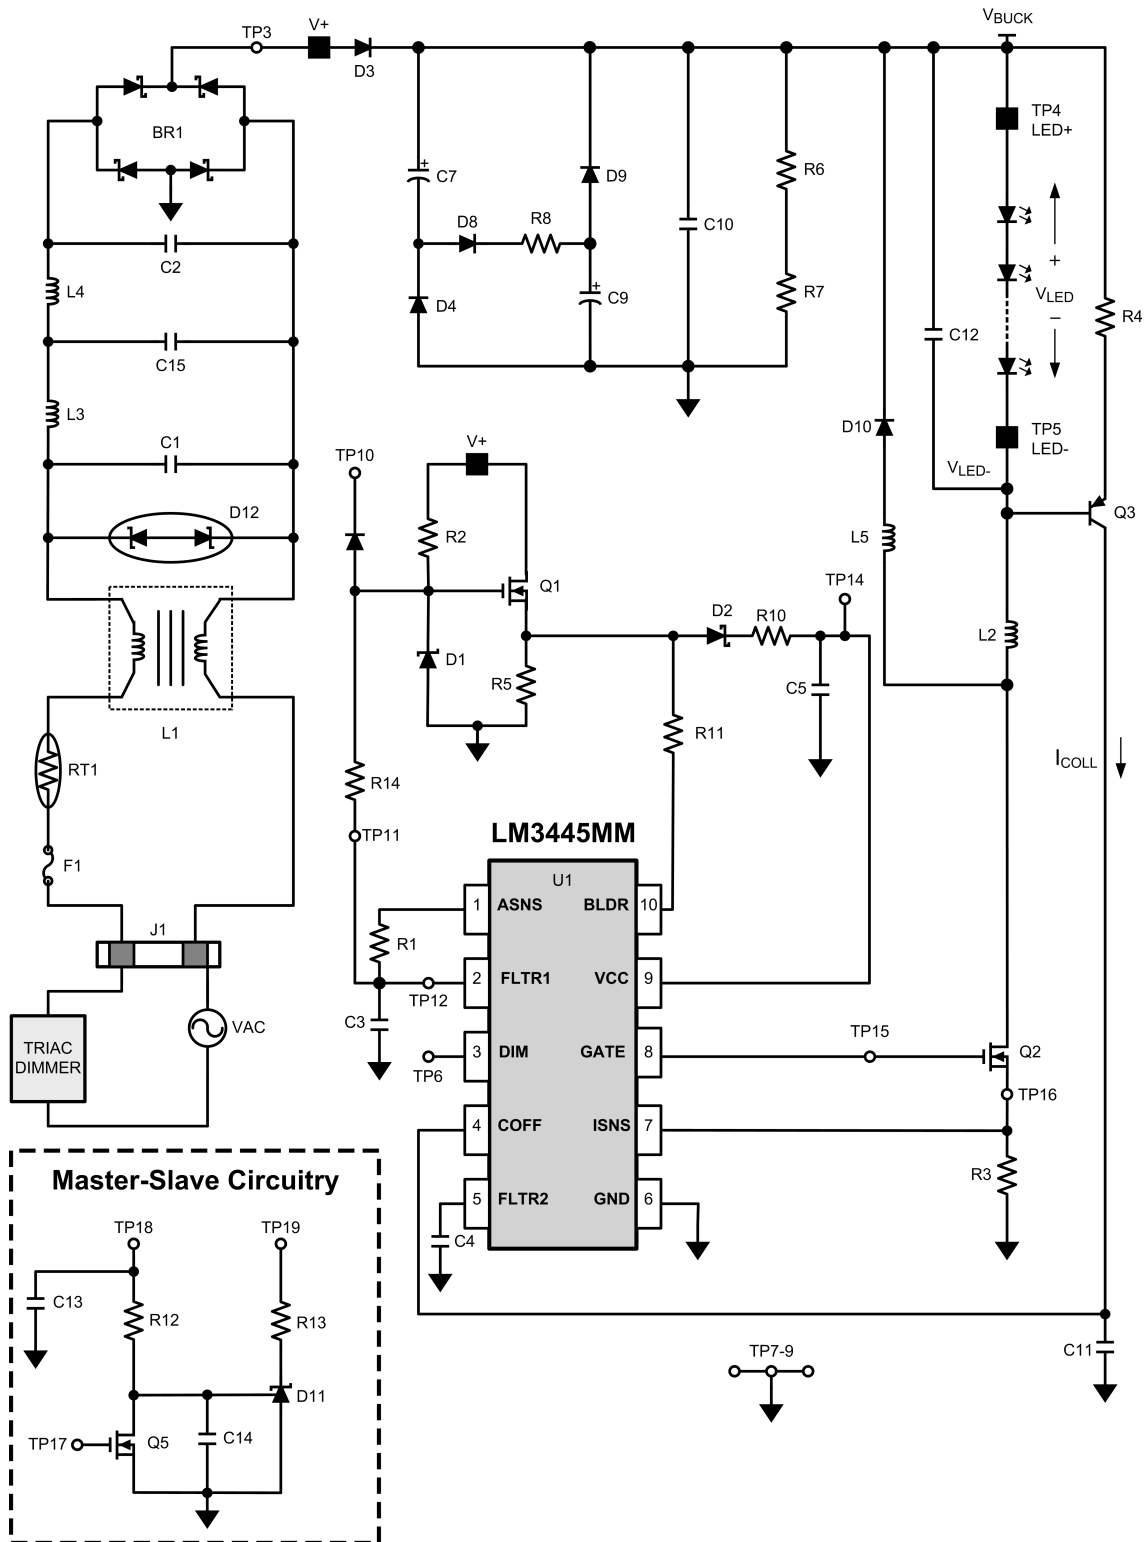 TP3
V+
D3
VBUCK
BR1
C7
+
D9
R6
TP4
LED+
D8
R8
C10
C2
L4
D4
C9
+
R7
+
VLED
–
R4
C12
C15
L3
D10
TP5
LED-
C1
TP10
V+
VLED-
D12
R2
Q3
L5
Q1
TP14
D2
R10
L2
D1
R5
C5
L1
R11
ICOLL
RT1
R14
LM3445MM
TP11
F1
U1
1
ASNS
BLDR
10
J1
R1
2
FLTR1
VCC
9
TP12
C3
VAC
TRIAC
DIMMER
TP15
3
DIM
GATE
8
Q2
TP6
TP16
4
COFF
ISNS
7
R3
Master-Slave Circuitry
5
FLTR2
GND
6
C4
TP18
TP19
C13
R12
R13
C11
TP7-9
D11
TP17
Q5
C14